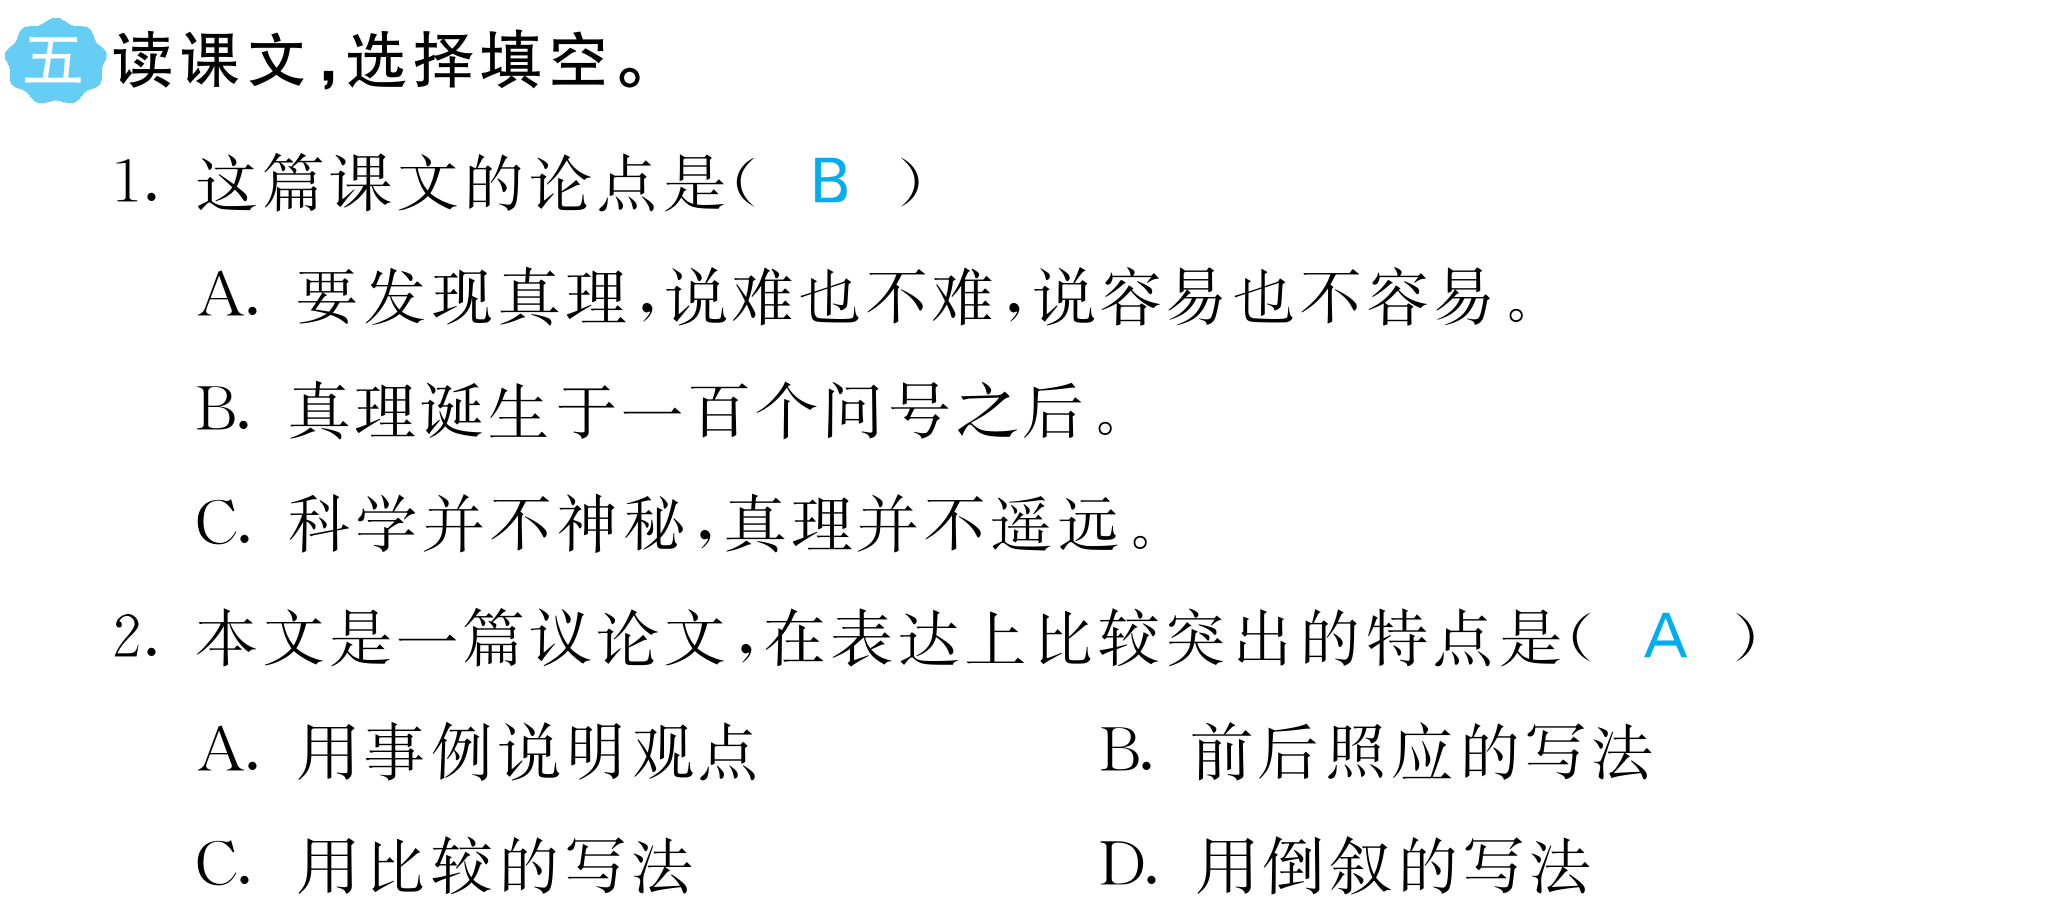 五 读课文,选择填空。
1. 这篇课文的论点是( B )
A. 要发现真理,说难也不难,说容易也不容易。
B. 真理诞生于一百个问号之后。
C. 科学并不神秘,真理并不遥远。
2. 本文是一篇议论文,在表达上比较突出的特点是( A )
A. 用事例说明观点 B. 前后照应的写法
C. 用比较的写法 D. 用倒叙的写法